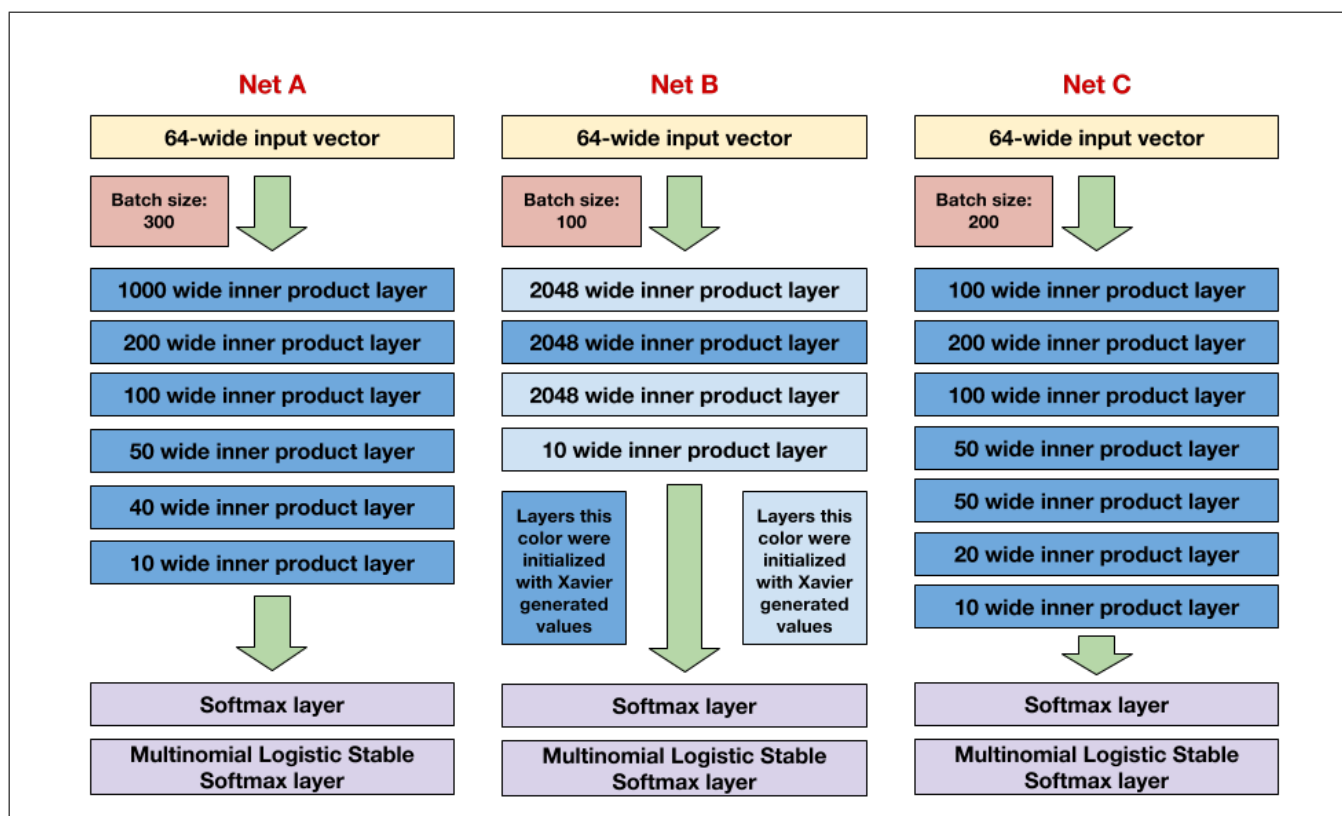 Net A
64-wide input vector
Batch size:
300
1000 wide inner product layer
200 wide inner product layer
100 wide inner product layer
50 wide inner product layer
40 wide inner product layer
10 wide inner product layer
Softmax layer
Multinomial Logistic Stable
Softmax layer
Net B
64-wide input vector
Batch size:
100
2048 wide inner product layer
2048 wide inner product layer
2048 wide inner product layer
10 wide inner product layer
Layers this
color were
initialized
with Xavier
generated
values
Layers this
color were
initialized
with Xavier
generated
values
Softmax layer
Multinomial Logistic Stable
Softmax layer
Net C
64-wide input vector
Batch size:
200
100 wide inner product layer
200 wide inner product layer
100 wide inner product layer
50 wide inner product layer
50 wide inner product layer
20 wide inner product layer
10 wide inner product layer
Softmax layer
Multinomial Logistic Stable
Softmax layer